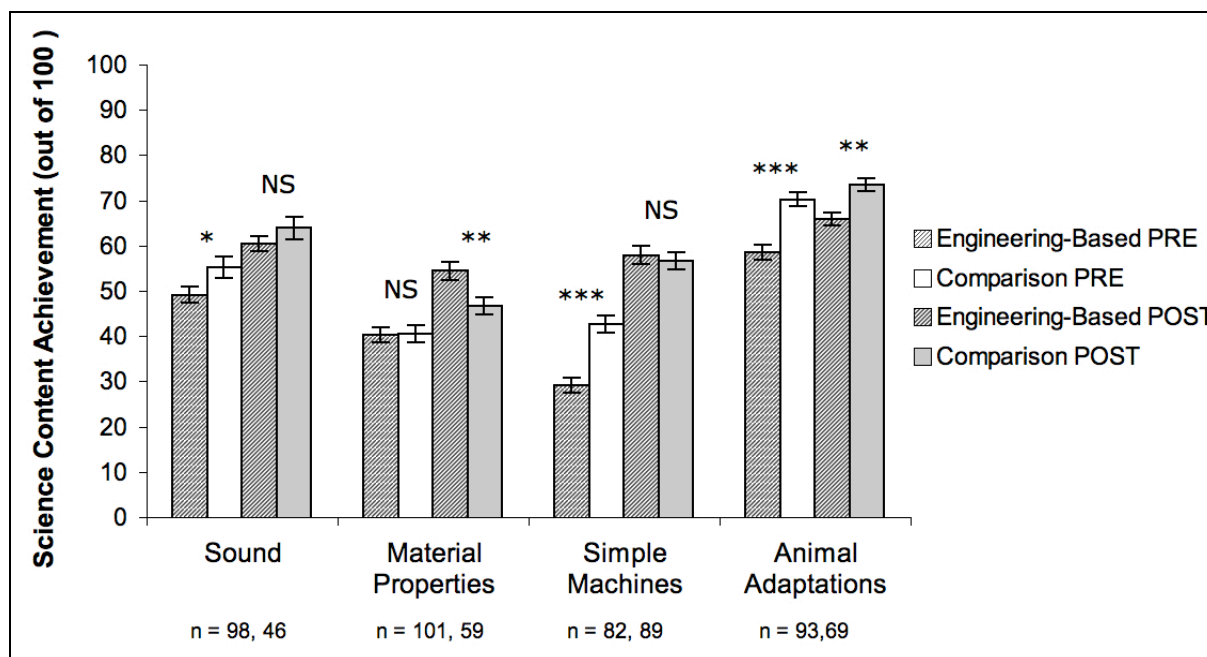 Science Content Achievement (out of 100 )
100
90
80
70
60
50
40
30
20
10
0
*
NS
NS
**
***
NS
***
**
Sound
Material
Properties
Simple
Machines
Animal
Adaptations
n = 98, 46
n = 101, 59
n = 82, 89
n = 93,69
Engineering-Based PRE
Comparison PRE
Engineering-Based POST
Comparison POST